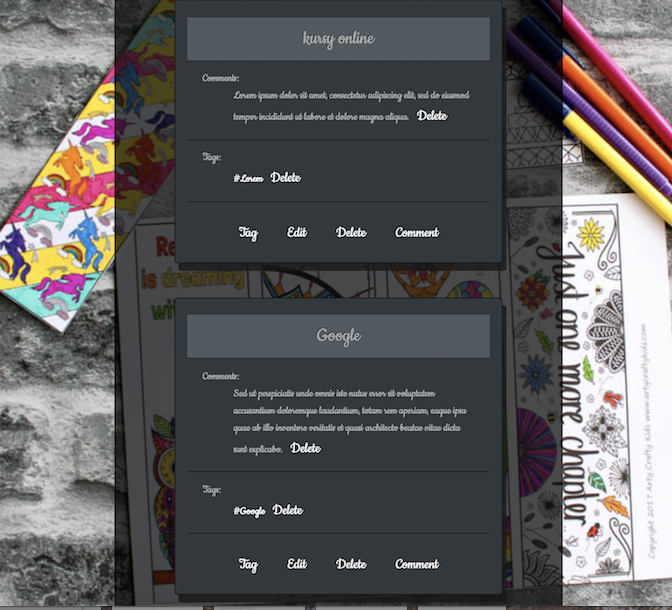 kursy online
Comments:
Lorem ipsum dolor sit amet, consectetur adipiscing elit, sed do eiusmod
tempor incididunt ut labore et dolore magna aliqua. Delete
Tags:
#Lorem Delete
Tag Edit Delete Comment
Re
is dreaming
wi
Google
Comments:
Sed ut perspiciatis unde omnis iste natus error sit voluptatem
accusantium doloremque laudantium, totam rem aperiam, eaque ipsa
quae ab illo inventore veritatis et quasi architecto beatae vitae dicta
sunt explicabo. Delete
Tags:
#Google Delete
Tag Edit Delete Comment
Just one more chapter...
Copyright 2017 Arty Crafty Kids www.artycraftykids.com